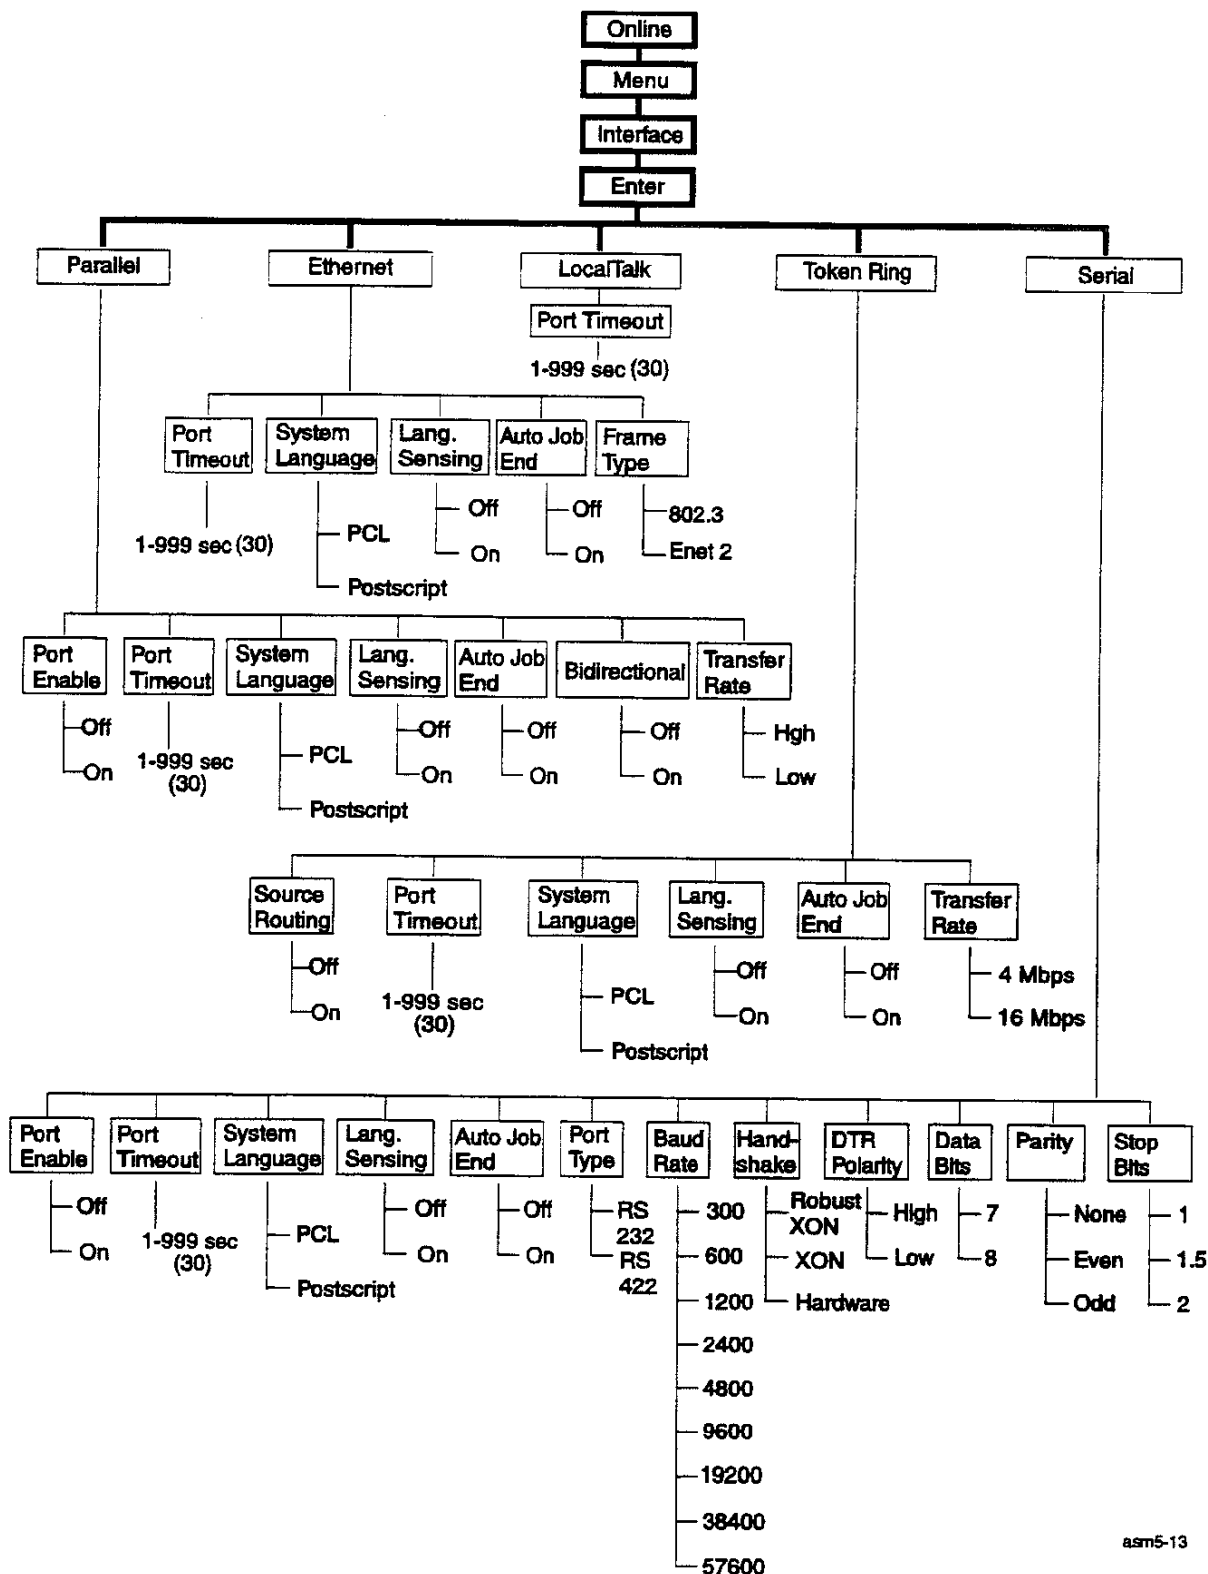 Online
Menu
Interface
Enter
Parallel
Ethernet
LocalTalk
Token Ring
Serial
Port Timeout
1-999 sec (30)
Port
Timeout
System
Language
Lang.
Sensing
Auto Job
End
Frame
Type
1-999 sec (30)
PCL
Postscript
Off
On
Off
On
802.3
Enet 2
Port
Enable
Port
Timeout
System
Language
Lang.
Sensing
Auto Job
End
Bidirectional
Transfer
Rate
Off
On
1-999 sec
(30)
PCL
Postscript
Off
On
Off
On
Off
On
Hgh
Low
Source
Routing
Port
Timeout
System
Language
Lang.
Sensing
Auto Job
End
Transfer
Rate
Off
On
1-999 sec
(30)
PCL
Postscript
Off
On
Off
On
4 Mbps
16 Mbps
Port
Enable
Port
Timeout
System
Language
Lang.
Sensing
Auto Job
End
Port
Type
Baud
Rate
Hand-
shake
DTR
Polarity
Data
Bits
Parity
Stop
Bits
Off
On
1-999 sec
(30)
PCL
Postscript
Off
On
Off
On
RS
232
RS
422
300
600
1200
2400
4800
9600
19200
38400
57600
Robust
XON
XON
Hardware
High
Low
7
8
None
Even
Odd
1
1.5
2
asm5-13